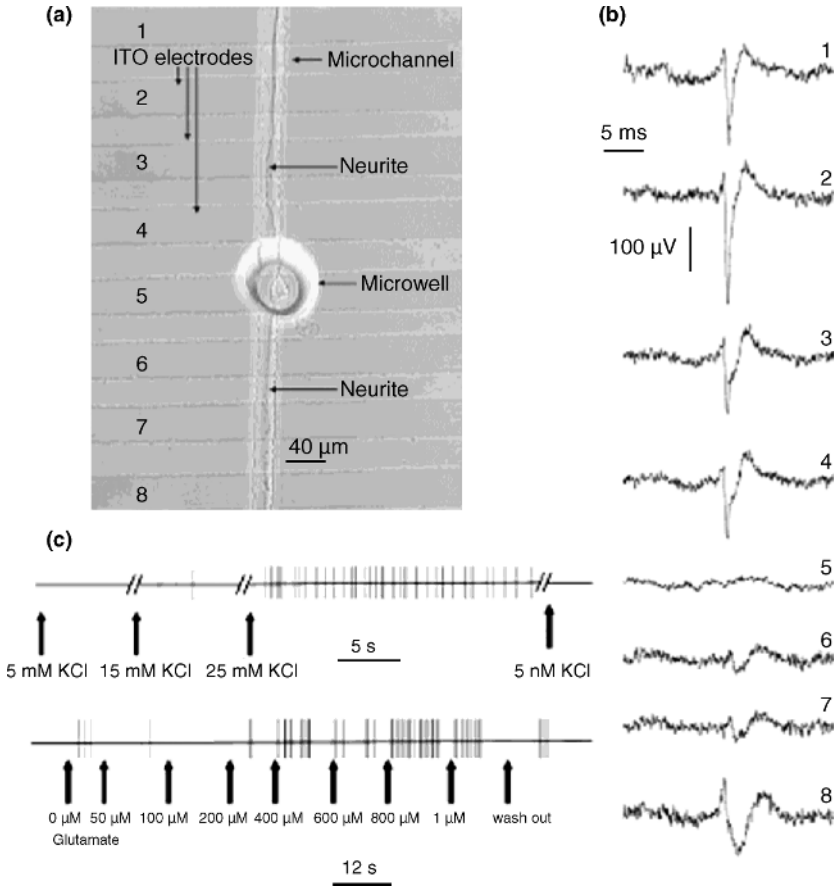 (a)
1
ITO electrodes
2
3
4
5
6
7
8
Microchannel
Neurite
Microwell
Neurite
40 µm
(b)
1
5 ms
2
100 µV
3
4
5
6
7
8
(c)
5 mM KCl 15 mM KCl 25 mM KCl 5 nM KCl
5 s
0 µM 50 µM 100 µM 200 µM 400 µM 600 µM 800 µM 1 µM wash out
Glutamate
12 s